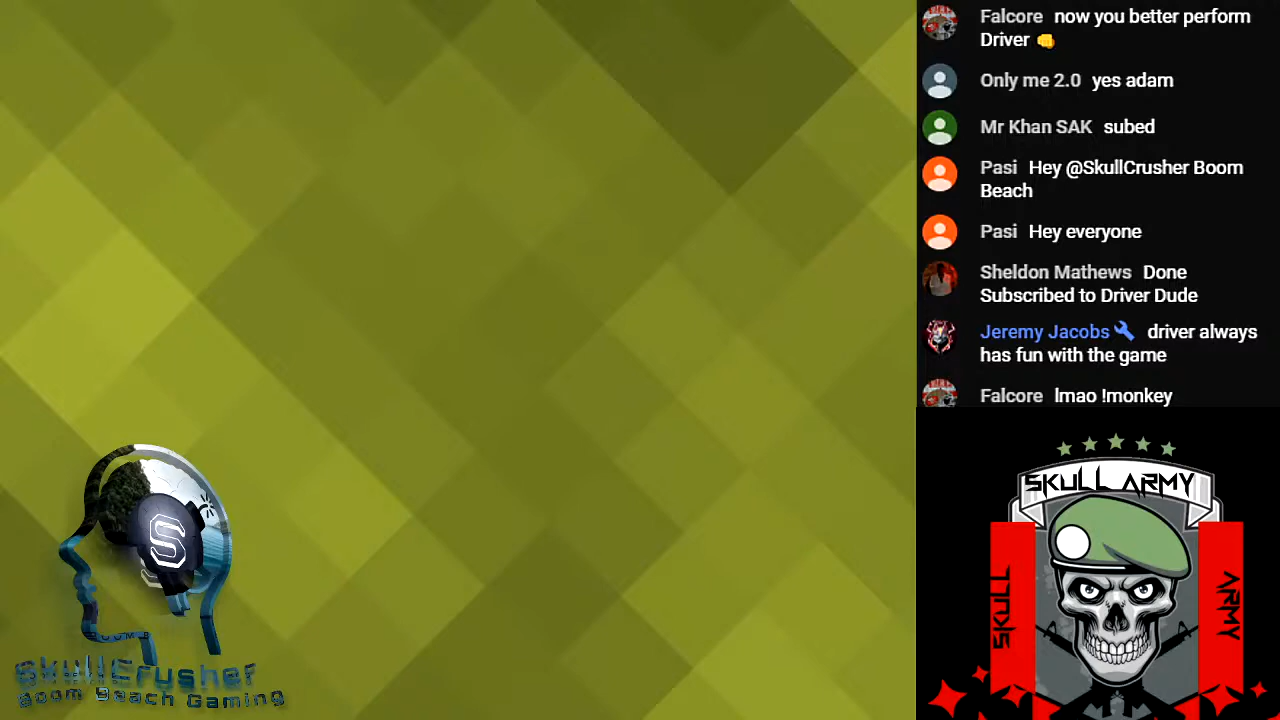 Falcore now you better perform
Driver 👊
Only me 2.0 yes adam
Mr Khan SAK subed
Pasi Hey @SkullCrusher Boom
Beach
Pasi Hey everyone
Sheldon Mathews Done
Subscribed to Driver Dude
Jeremy Jacobs driver always
has fun with the game
Falcore lmao !monkey
SKULL ARMY
SKULL
ARMY
S
SkullCrusher
Boom Beach Gaming